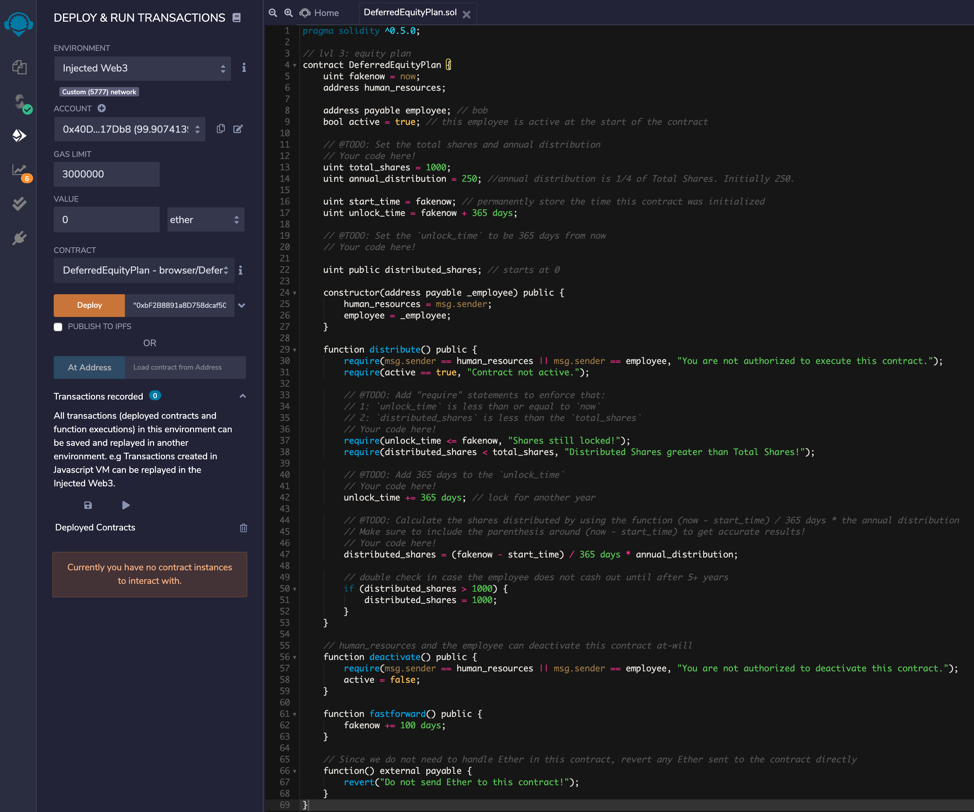 DEPLOY & RUN TRANSACTIONS
ENVIRONMENT
Injected Web3
Custom (5777) network
ACCOUNT
0x40D...17Db8 (99.9074139
GAS LIMIT
3000000
VALUE
0
ether
CONTRACT
DeferredEquityPlan - browser/Defer
Deploy
"0xbF2B8B91a8D758dcaf50
PUBLISH TO IPFS
OR
At Address
Load contract from Address
Transactions recorded 0
All transactions (deployed contracts and
function executions) in this environment can
be saved and replayed in another
environment. e.g Transactions created in
Javascript VM can be replayed in the
Injected Web3.
Deployed Contracts
Currently you have no contract instances
to interact with.
6
Home
DeferredEquityPlan.sol
1 pragma solidity ^0.5.0;
2
3 // lvl 3: equity plan
4 contract DeferredEquityPlan {
5 uint fakenow = now;
6 address human_resources;
7
8 address payable employee; // bob
9 bool active = true; // this employee is active at the start of the contract
10
11 // @TODO: Set the total shares and annual distribution
12 // Your code here!
13 uint total_shares = 1000;
14 uint annual_distribution = 250; //annual distribution is 1/4 of Total Shares. Initially 250.
15
16 uint start_time = fakenow; // permanently store the time this contract was initialized
17 uint unlock_time = fakenow + 365 days;
18
19 // @TODO: Set the `unlock_time` to be 365 days from now
20 // Your code here!
21
22 uint public distributed_shares; // starts at 0
23
24 constructor(address payable _employee) public {
25 human_resources = msg.sender;
26 employee = _employee;
27 }
28
29 function distribute() public {
30 require(msg.sender == human_resources || msg.sender == employee, "You are not authorized to execute this contract.");
31 require(active == true, "Contract not active.");
32
33 // @TODO: Add "require" statements to enforce that:
34 // 1: `unlock_time` is less than or equal to `now`
35 // 2: `distributed_shares` is less than the `total_shares`
36 // Your code here!
37 require(unlock_time <= fakenow, "Shares still locked!");
38 require(distributed_shares < total_shares, "Distributed Shares greater than Total Shares!");
39
40 // @TODO: Add 365 days to the `unlock_time`
41 // Your code here!
42 unlock_time += 365 days; // lock for another year
43
44 // @TODO: Calculate the shares distributed by using the function (now - start_time) / 365 days * the annual distribution
45 // Make sure to include the parenthesis around (now - start_time) to get accurate results!
46 // Your code here!
47 distributed_shares = (fakenow - start_time) / 365 days * annual_distribution;
48
49 // double check in case the employee does not cash out until after 5+ years
50 if (distributed_shares > 1000) {
51 distributed_shares = 1000;
52 }
53 }
54
55 // human_resources and the employee can deactivate this contract at-will
56 function deactivate() public {
57 require(msg.sender == human_resources || msg.sender == employee, "You are not authorized to deactivate this contract.");
58 active = false;
59 }
60
61 function fastforward() public {
62 fakenow += 100 days;
63 }
64
65 // Since we do not need to handle Ether in this contract, revert any Ether sent to the contract directly
66 function() external payable {
67 revert("Do not send Ether to this contract!");
68 }
69 }